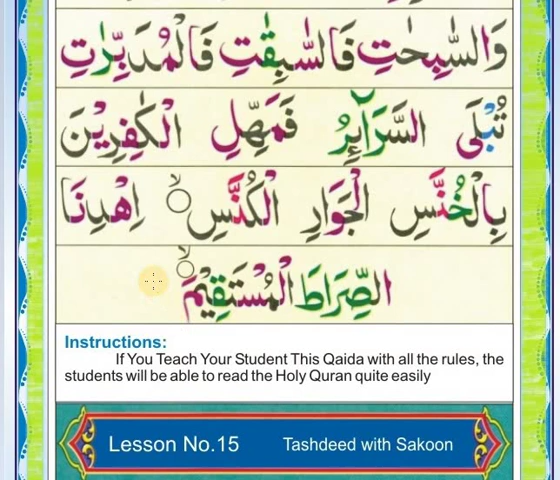 وَالسّٰبِحٰتِ فَالسّٰبِقٰتِ فَالْمُدَبِّرٰتِ
تُبْلَى السَّرَآئِرُ فَمَهِّلِ الْكٰفِرِيْنَ
بِالْخُنَّسِ الْجَوَارِ الْكُنَّسِ ۙ اِهْدِنَا
الصِّرَاطَ الْمُسْتَقِيْمَ ۙ
Instructions:
If You Teach Your Student This Qaida with all the rules, the
students will be able to read the Holy Quran quite easily
Lesson No.15 Tashdeed with Sakoon